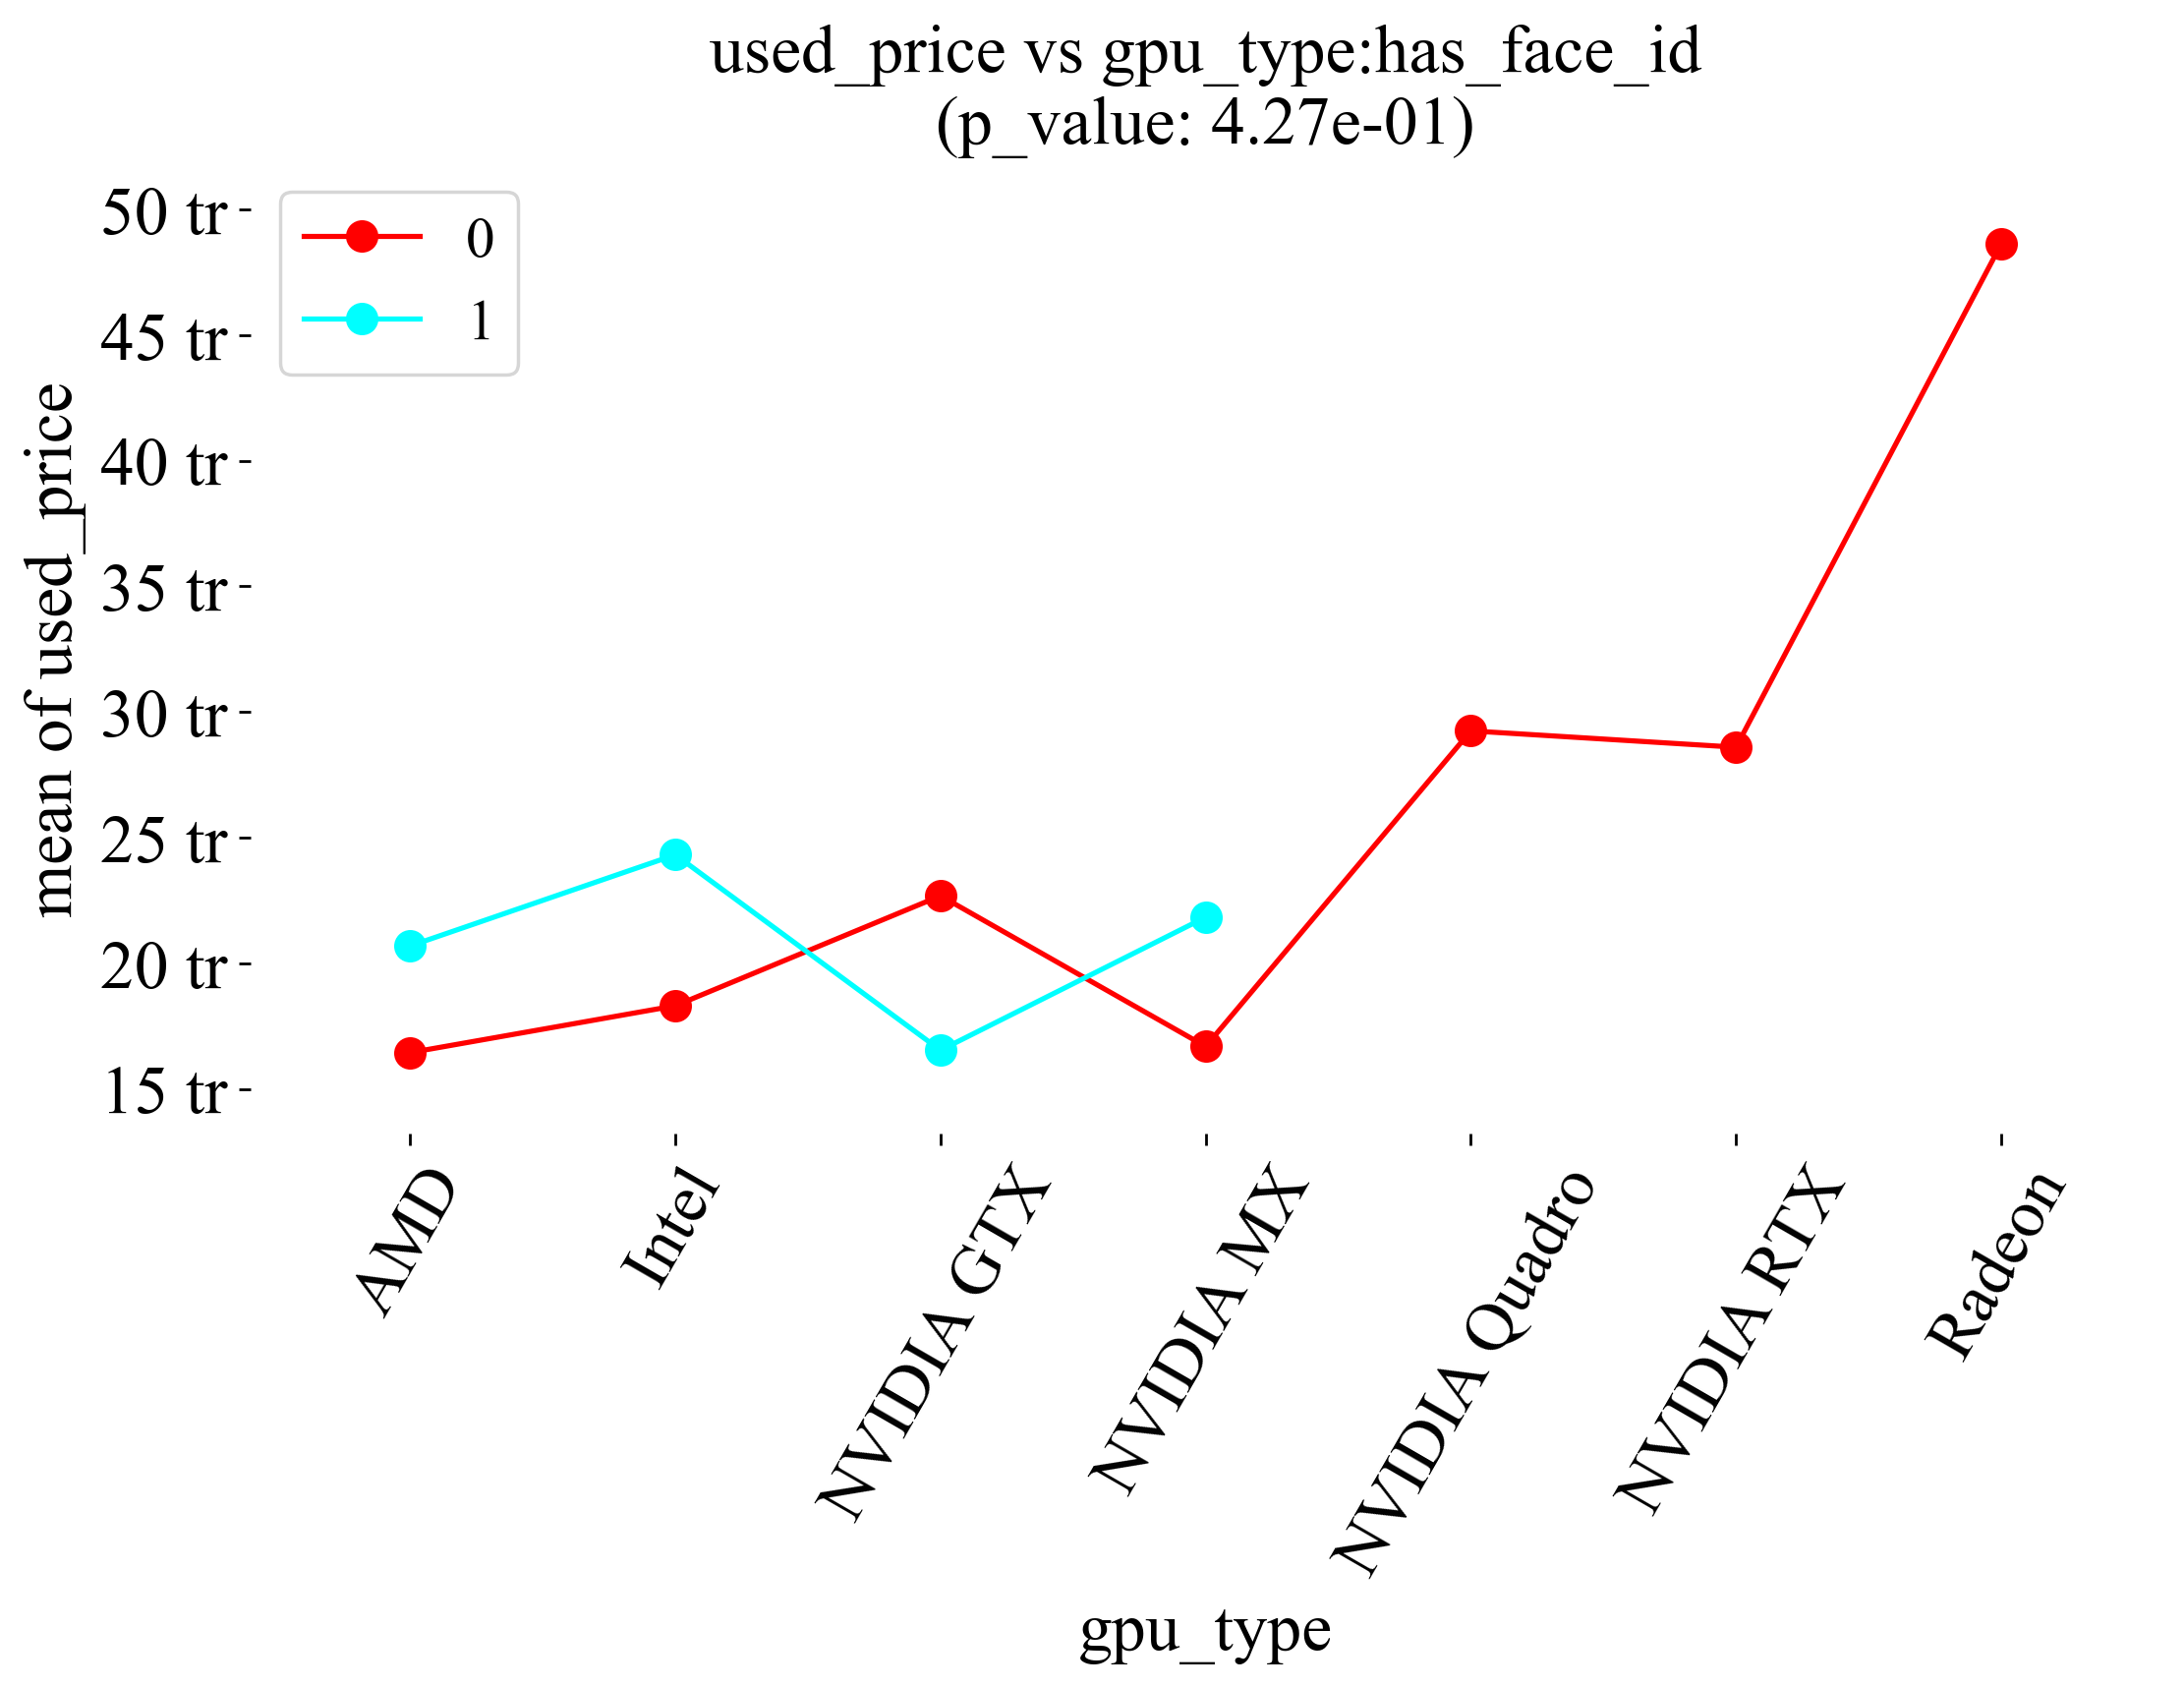 used_price vs gpu_type:has_face_id
(p_value: 4.27e-01)
0
1
mean of used_price
50 tr
45 tr
40 tr
35 tr
30 tr
25 tr
20 tr
15 tr
AMD
Intel
NVIDIA GTX
NVIDIA MX
NVIDIA Quadro
NVIDIA RTX
Radeon
gpu_type